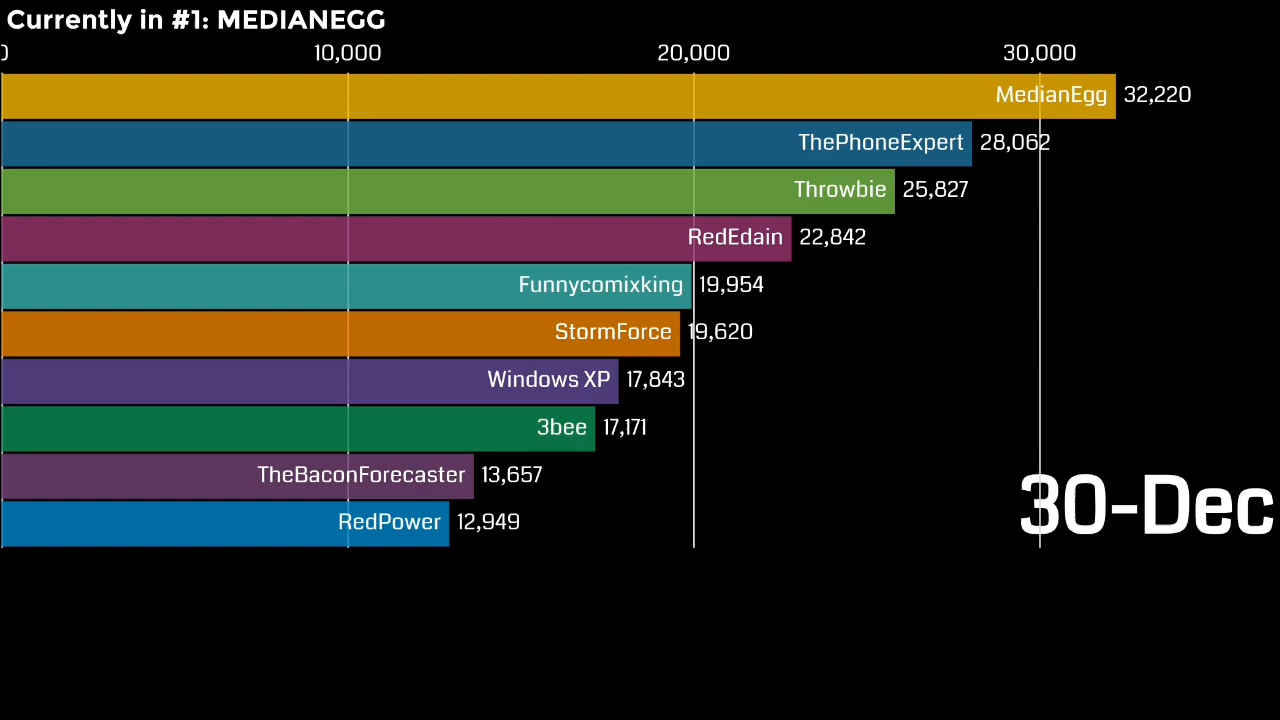 Currently in #1: MEDIANEGG
0 10,000 20,000 30,000
MedianEgg 32,220
ThePhoneExpert 28,062
Throwbie 25,827
RedEdain 22,842
Funnycomixking 19,954
StormForce 19,620
Windows XP 17,843
3bee 17,171
TheBaconForecaster 13,657
RedPower 12,949
30-Dec